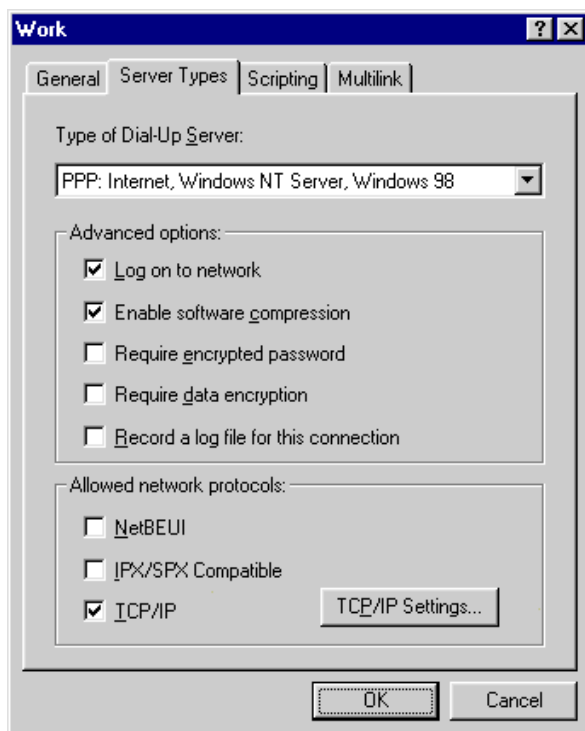 Work
General Server Types Scripting Multilink
Type of Dial-Up Server:
PPP: Internet, Windows NT Server, Windows 98
Advanced options:
Log on to network
Enable software compression
Require encrypted password
Require data encryption
Record a log file for this connection
Allowed network protocols:
NetBEUI
IPX/SPX Compatible
TCP/IP TCP/IP Settings...
OK Cancel